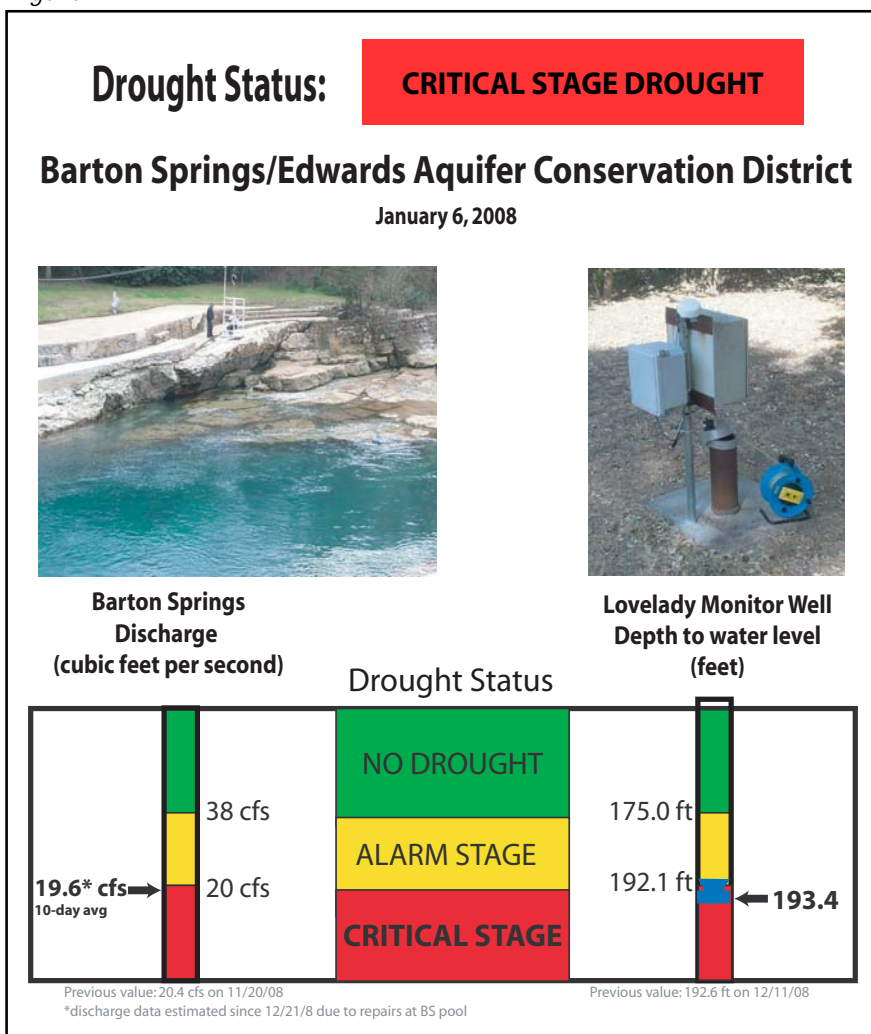 Drought Status:
CRITICAL STAGE DROUGHT
Barton Springs/Edwards Aquifer Conservation District
January 6, 2008
Barton Springs
Discharge
(cubic feet per second)
Lovelady Monitor Well
Depth to water level
(feet)
Drought Status
NO DROUGHT
ALARM STAGE
CRITICAL STAGE
38 cfs
20 cfs
19.6* cfs
10-day avg
175.0 ft
192.1 ft
193.4
Previous value: 20.4 cfs on 11/20/08
*discharge data estimated since 12/21/8 due to repairs at BS pool
Previous value: 192.6 ft on 12/11/08